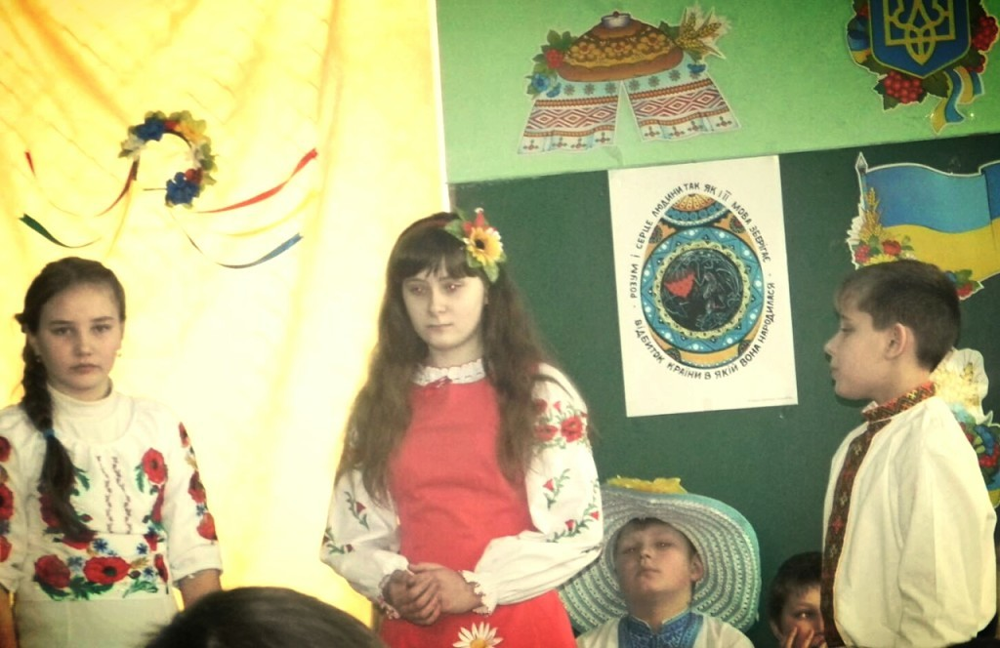 РОЗУМ І СЕРЦЕ ЛЮДИНИ ТАК ЯК І ЇЇ МОВА ЗБЕРІГАЄ
ВІДБИТОК КРАЇНИ В ЯКІЙ ВОНА НАРОДИЛАСЯ